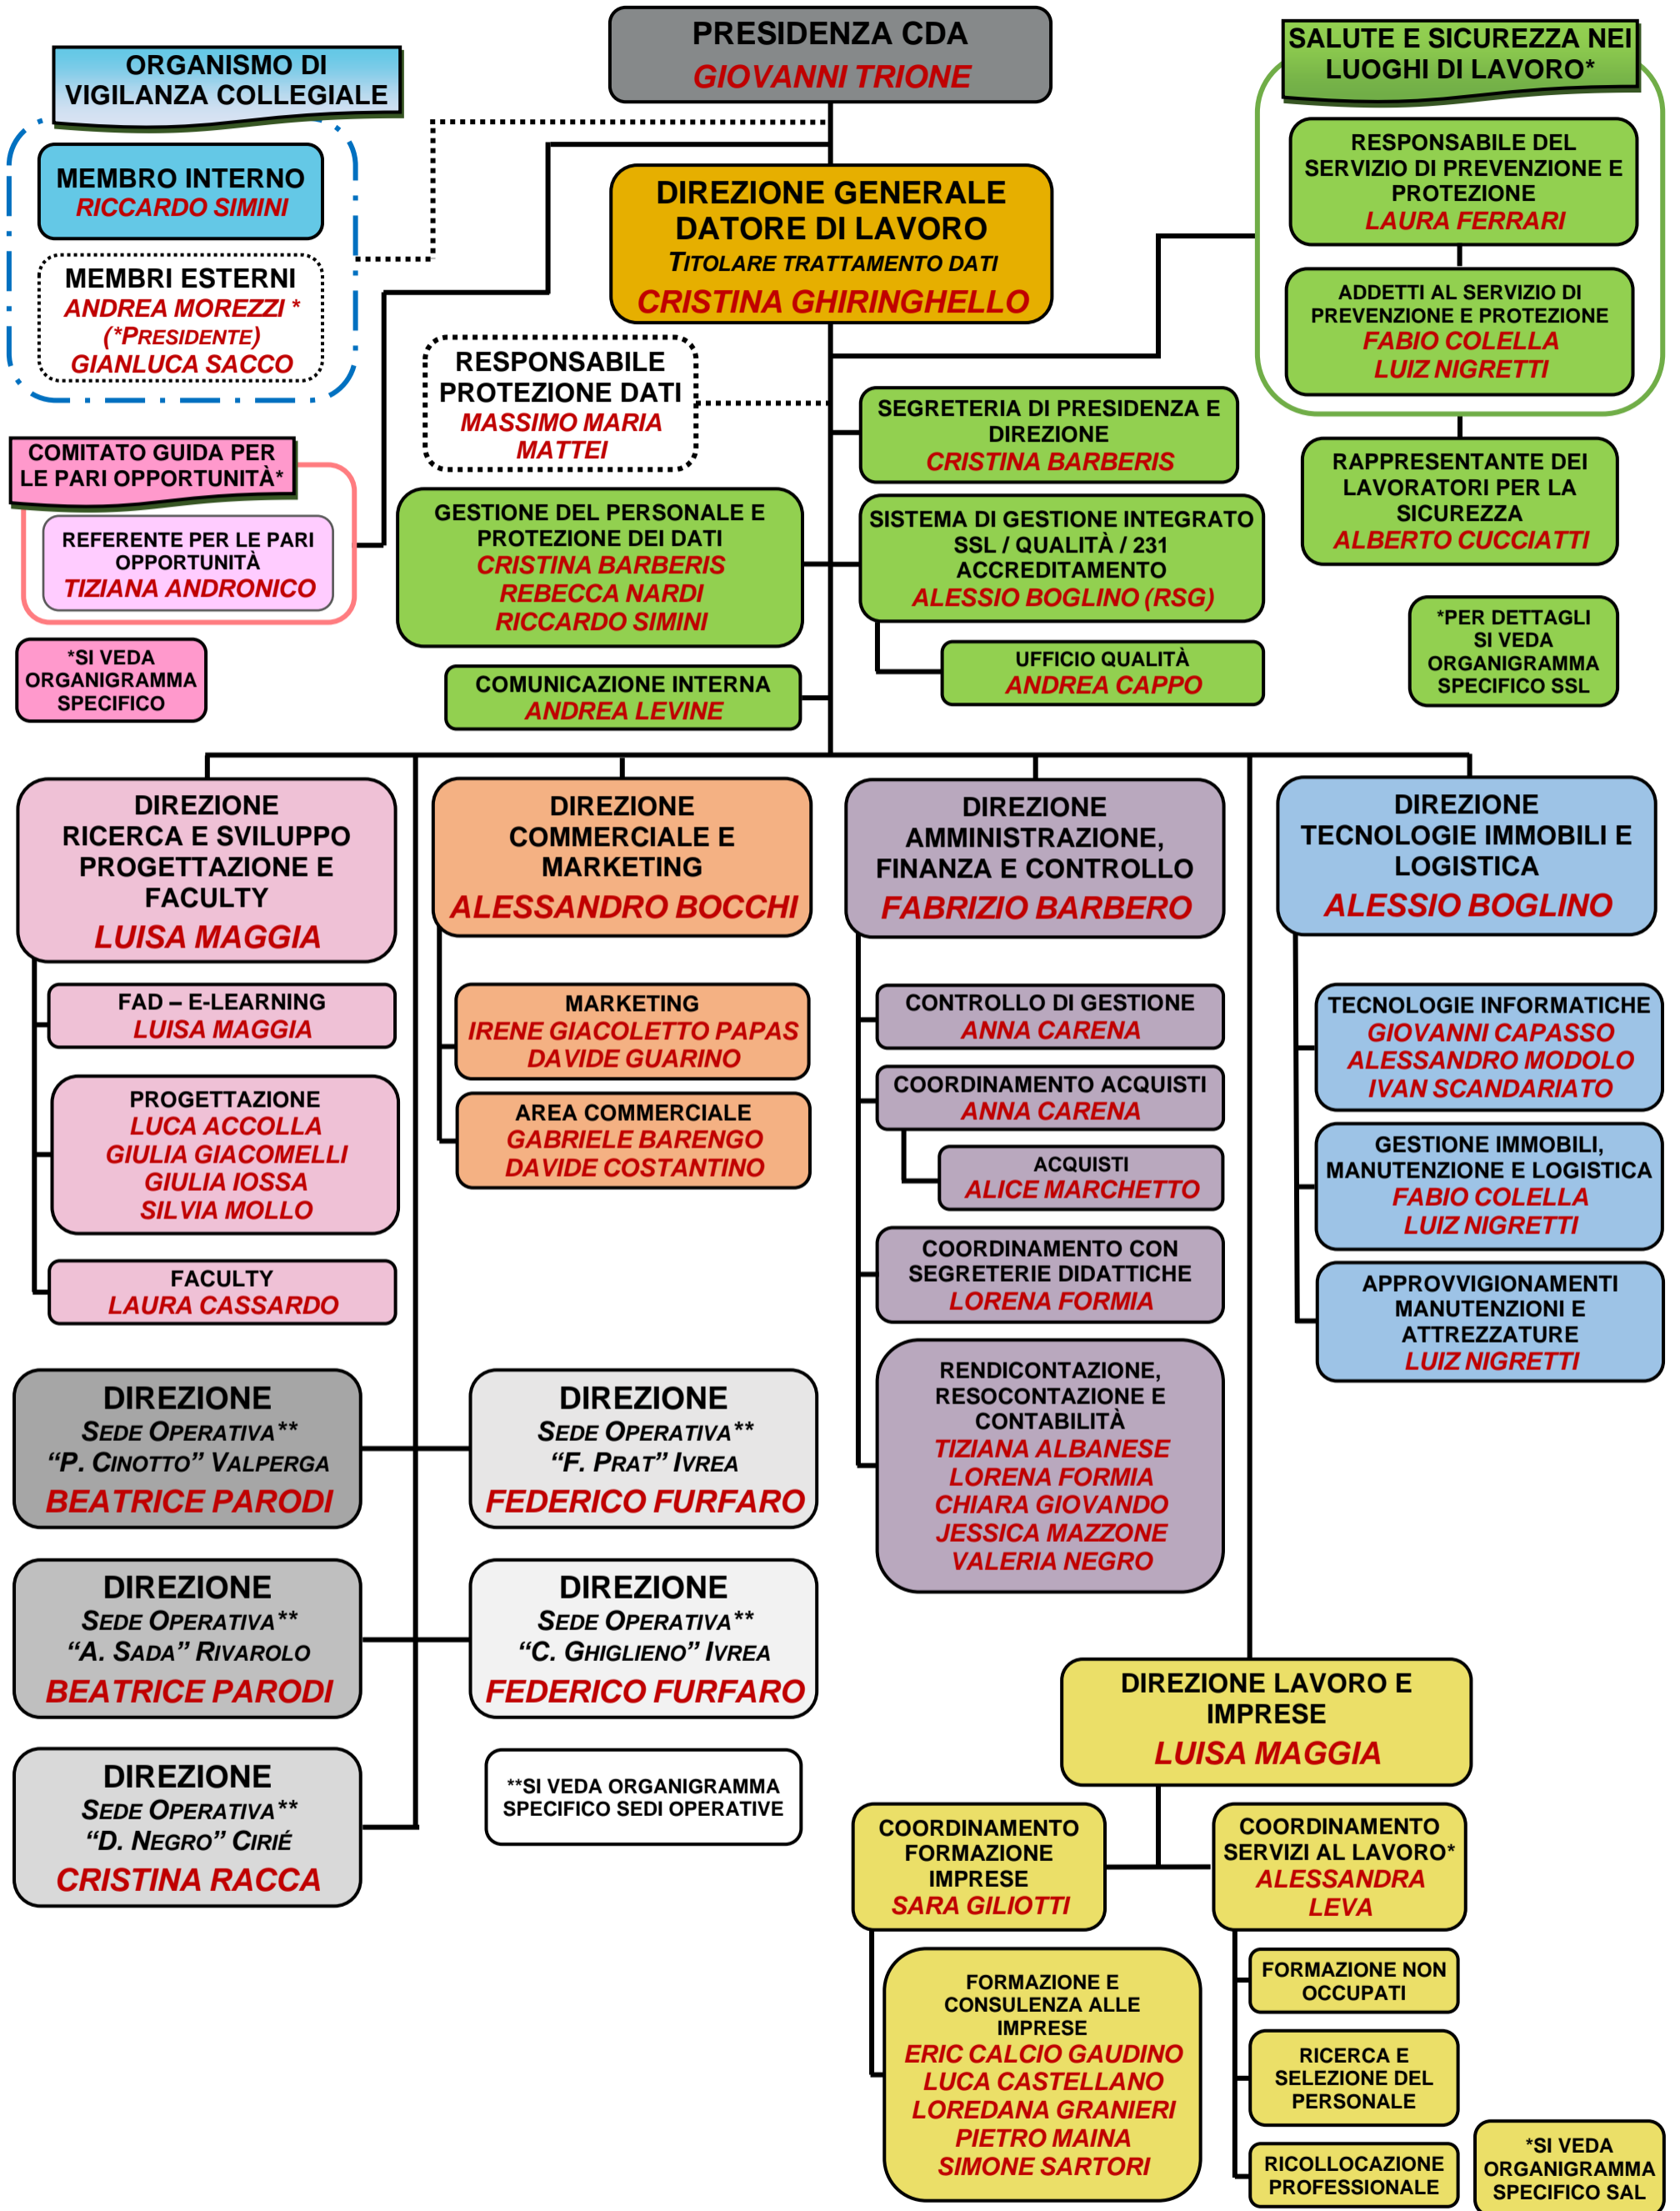 PRESIDENZA CDA
GIOVANNI TRIONE
ORGANISMO DI
VIGILANZA COLLEGIALE
MEMBRO INTERNO
RICCARDO SIMINI
MEMBRI ESTERNI
ANDREA MOREZZI *
(*PRESIDENTE)
GIANLUCA SACCO
DIREZIONE GENERALE
DATORE DI LAVORO
TITOLARE TRATTAMENTO DATI
CRISTINA GHIRINGHELLO
SALUTE E SICUREZZA NEI
LUOGHI DI LAVORO*
RESPONSABILE DEL
SERVIZIO DI PREVENZIONE E
PROTEZIONE
LAURA FERRARI
ADDETTI AL SERVIZIO DI
PREVENZIONE E PROTEZIONE
FABIO COLELLA
LUIZ NIGRETTI
RAPPRESENTANTE DEI
LAVORATORI PER LA
SICUREZZA
ALBERTO CUCCIATTI
*PER DETTAGLI
SI VEDA
ORGANIGRAMMA
SPECIFICO SSL
RESPONSABILE
PROTEZIONE DATI
MASSIMO MARIA
MATTEI
COMITATO GUIDA PER
LE PARI OPPORTUNITÀ*
REFERENTE PER LE PARI
OPPORTUNITÀ
TIZIANA ANDRONICO
*SI VEDA
ORGANIGRAMMA
SPECIFICO
SEGRETERIA DI PRESIDENZA E
DIREZIONE
CRISTINA BARBERIS
GESTIONE DEL PERSONALE E
PROTEZIONE DEI DATI
CRISTINA BARBERIS
REBECCA NARDI
RICCARDO SIMINI
SISTEMA DI GESTIONE INTEGRATO
SSL / QUALITÀ / 231
ACCREDITAMENTO
ALESSIO BOGLINO (RSG)
UFFICIO QUALITÀ
ANDREA CAPPO
COMUNICAZIONE INTERNA
ANDREA LEVINE
DIREZIONE
RICERCA E SVILUPPO
PROGETTAZIONE E
FACULTY
LUISA MAGGIA
FAD – E-LEARNING
LUISA MAGGIA
PROGETTAZIONE
LUCA ACCOLLA
GIULIA GIACOMELLI
GIULIA IOSSA
SILVIA MOLLO
FACULTY
LAURA CASSARDO
DIREZIONE
COMMERCIALE E
MARKETING
ALESSANDRO BOCCHI
MARKETING
IRENE GIACOLETTO PAPAS
DAVIDE GUARINO
AREA COMMERCIALE
GABRIELE BARENGO
DAVIDE COSTANTINO
DIREZIONE
AMMINISTRAZIONE,
FINANZA E CONTROLLO
FABRIZIO BARBERO
CONTROLLO DI GESTIONE
ANNA CARENA
COORDINAMENTO ACQUISTI
ANNA CARENA
ACQUISTI
ALICE MARCHETTO
COORDINAMENTO CON
SEGRETERIE DIDATTICHE
LORENA FORMIA
RENDICONTAZIONE,
RESOCONTAZIONE E
CONTABILITÀ
TIZIANA ALBANESE
LORENA FORMIA
CHIARA GIOVANDO
JESSICA MAZZONE
VALERIA NEGRO
DIREZIONE
TECNOLOGIE IMMOBILI E
LOGISTICA
ALESSIO BOGLINO
TECNOLOGIE INFORMATICHE
GIOVANNI CAPASSO
ALESSANDRO MODOLO
IVAN SCANDARIATO
GESTIONE IMMOBILI,
MANUTENZIONE E LOGISTICA
FABIO COLELLA
LUIZ NIGRETTI
APPROVVIGIONAMENTI
MANUTENZIONI E
ATTREZZATURE
LUIZ NIGRETTI
DIREZIONE
SEDE OPERATIVA**
“P. CINOTTO” VALPERGA
BEATRICE PARODI
DIREZIONE
SEDE OPERATIVA**
“F. PRAT” IVREA
FEDERICO FURFARO
DIREZIONE
SEDE OPERATIVA**
“A. SADA” RIVAROLO
BEATRICE PARODI
DIREZIONE
SEDE OPERATIVA**
“C. GHIGLIENO” IVREA
FEDERICO FURFARO
DIREZIONE
SEDE OPERATIVA**
“D. NEGRO” CIRIÉ
CRISTINA RACCA
**SI VEDA ORGANIGRAMMA
SPECIFICO SEDI OPERATIVE
DIREZIONE LAVORO E
IMPRESE
LUISA MAGGIA
COORDINAMENTO
FORMAZIONE
IMPRESE
SARA GILIOTTI
FORMAZIONE E
CONSULENZA ALLE
IMPRESE
ERIC CALCIO GAUDINO
LUCA CASTELLANO
LOREDANA GRANIERI
PIETRO MAINA
SIMONE SARTORI
COORDINAMENTO
SERVIZI AL LAVORO*
ALESSANDRA
LEVA
FORMAZIONE NON
OCCUPATI
RICERCA E
SELEZIONE DEL
PERSONALE
RICOLLOCAZIONE
PROFESSIONALE
*SI VEDA
ORGANIGRAMMA
SPECIFICO SAL